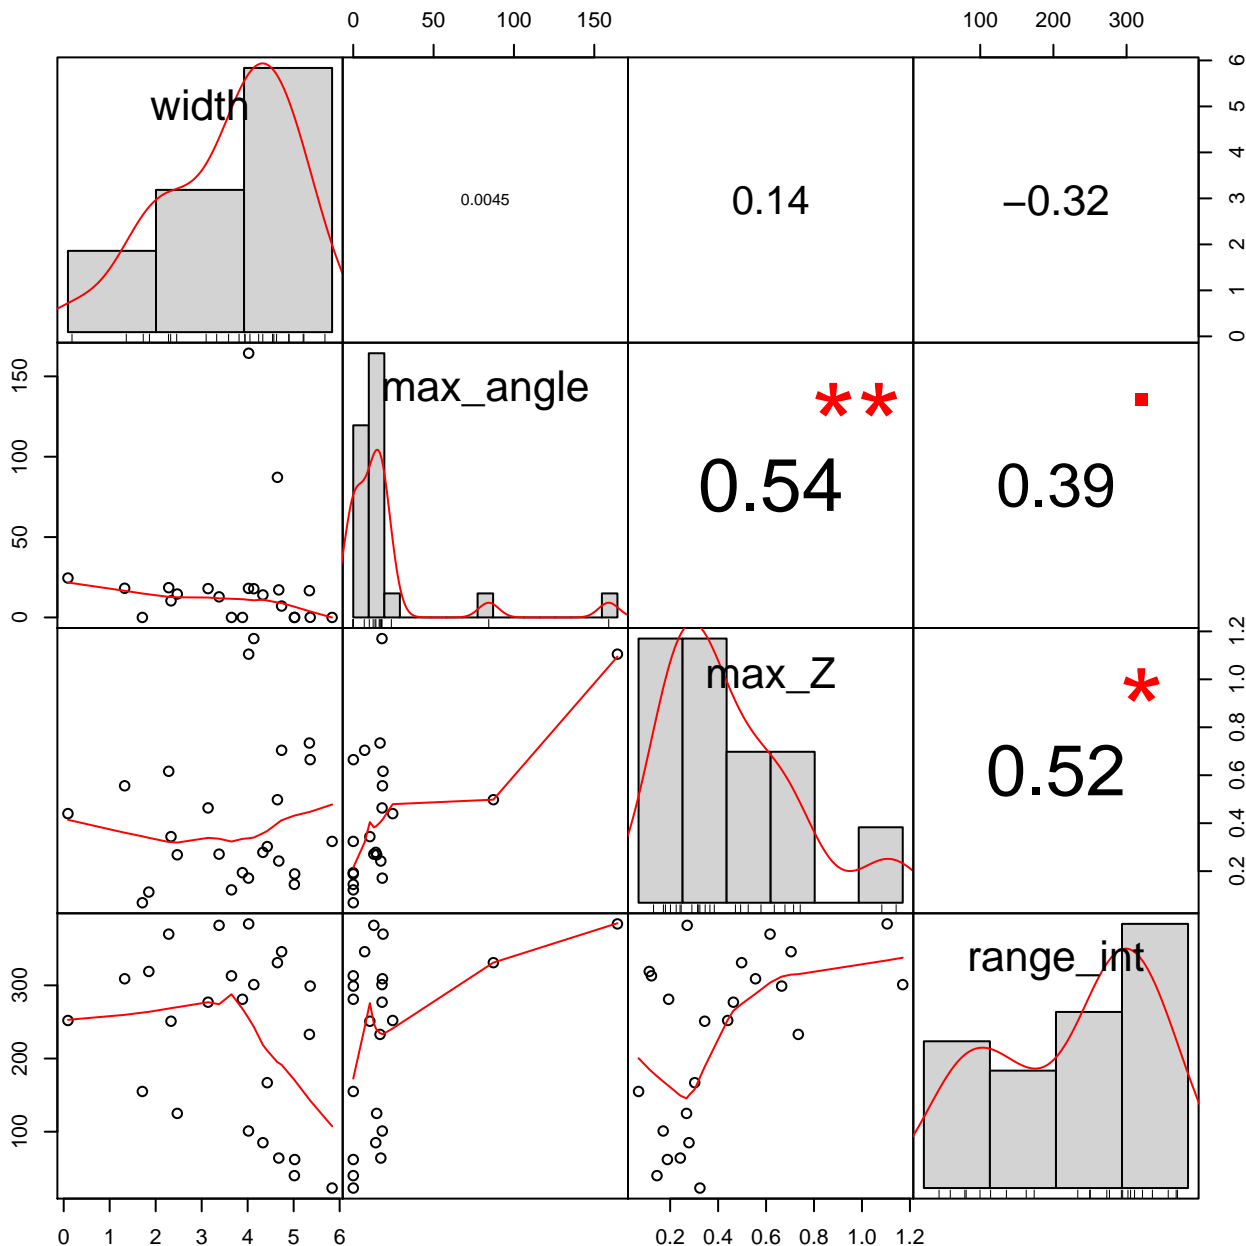 0 50 100 150 100 200 300
width 0.0045 0.14 −0.32 0 1 2 3 4 5 6
0 50 100 150 max_angle 0.54 ** 0.39 .
max_Z 0.52 * 0.2 0.4 0.6 0.8 1.0 1.2
100 200 300 range_int
0 1 2 3 4 5 6 0.2 0.4 0.6 0.8 1.0 1.2